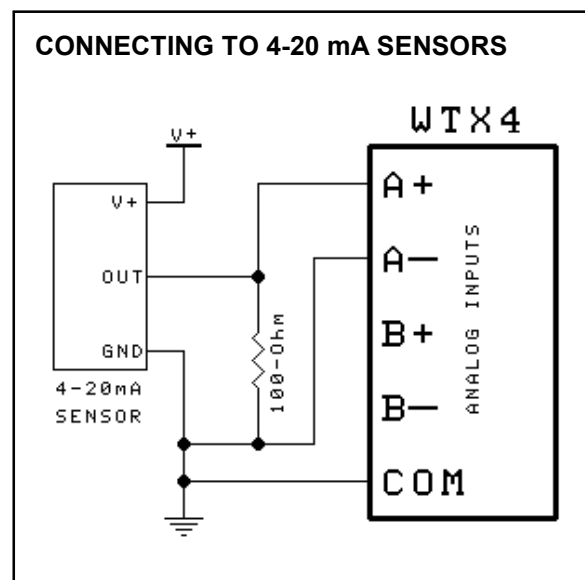 CONNECTING TO 4-20 mA SENSORS
WTX4
V+
V+
OUT
GND
4-20mA
SENSOR
100-Ohm
A+
A—
B+
B—
COM
ANALOG INPUTS